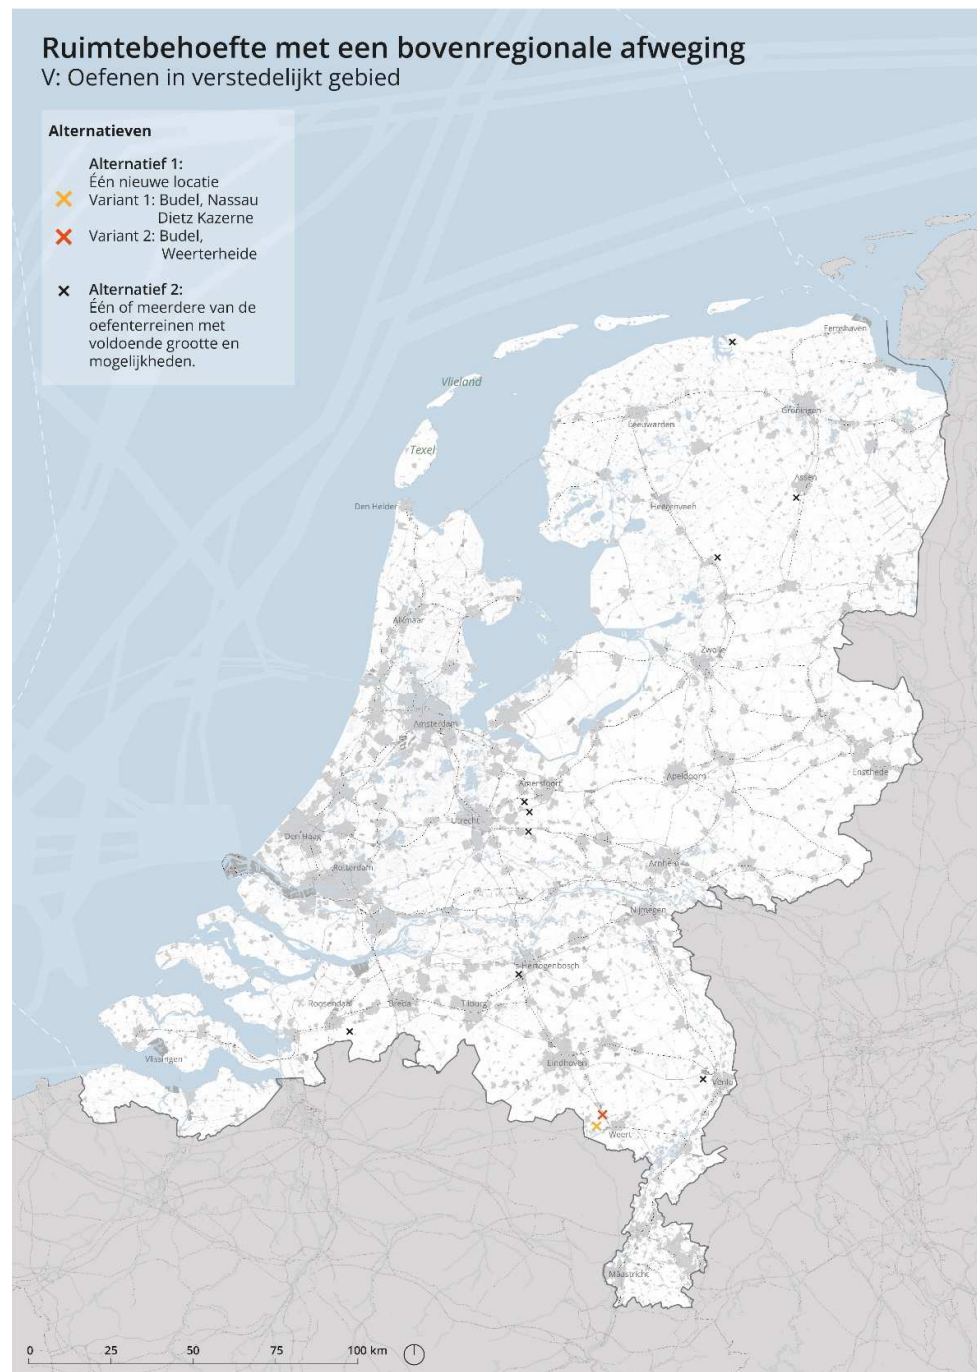 Ruimtebehoefte met een bovenregionale afweging
V: Oefenen in verstedelijkt gebied
Alternatieven
Alternatief 1:
Één nieuwe locatie
Variant 1: Budel, Nassau
Dietz Kazerne
Variant 2: Budel,
Weerterheide
Alternatief 2:
Één of meerdere van de
oefenterreinen met
voldoende grootte en
mogelijkheden.
Eemshaven
Vlieland
Groningen
Leeuwarden
Texel
Assen
Den Helder
Heerenveen
Alkmaar
Zwolle
Amsterdam
Enschede
Apeldoorn
Amersfoort
Utrecht
Den Haag
Arnhem
Rotterdam
Nijmegen
's-Hertogenbosch
Roosendaal
Breda
Tilburg
Vlissingen
Eindhoven
Venlo
Weert
Maastricht
0 25 50 75 100 km